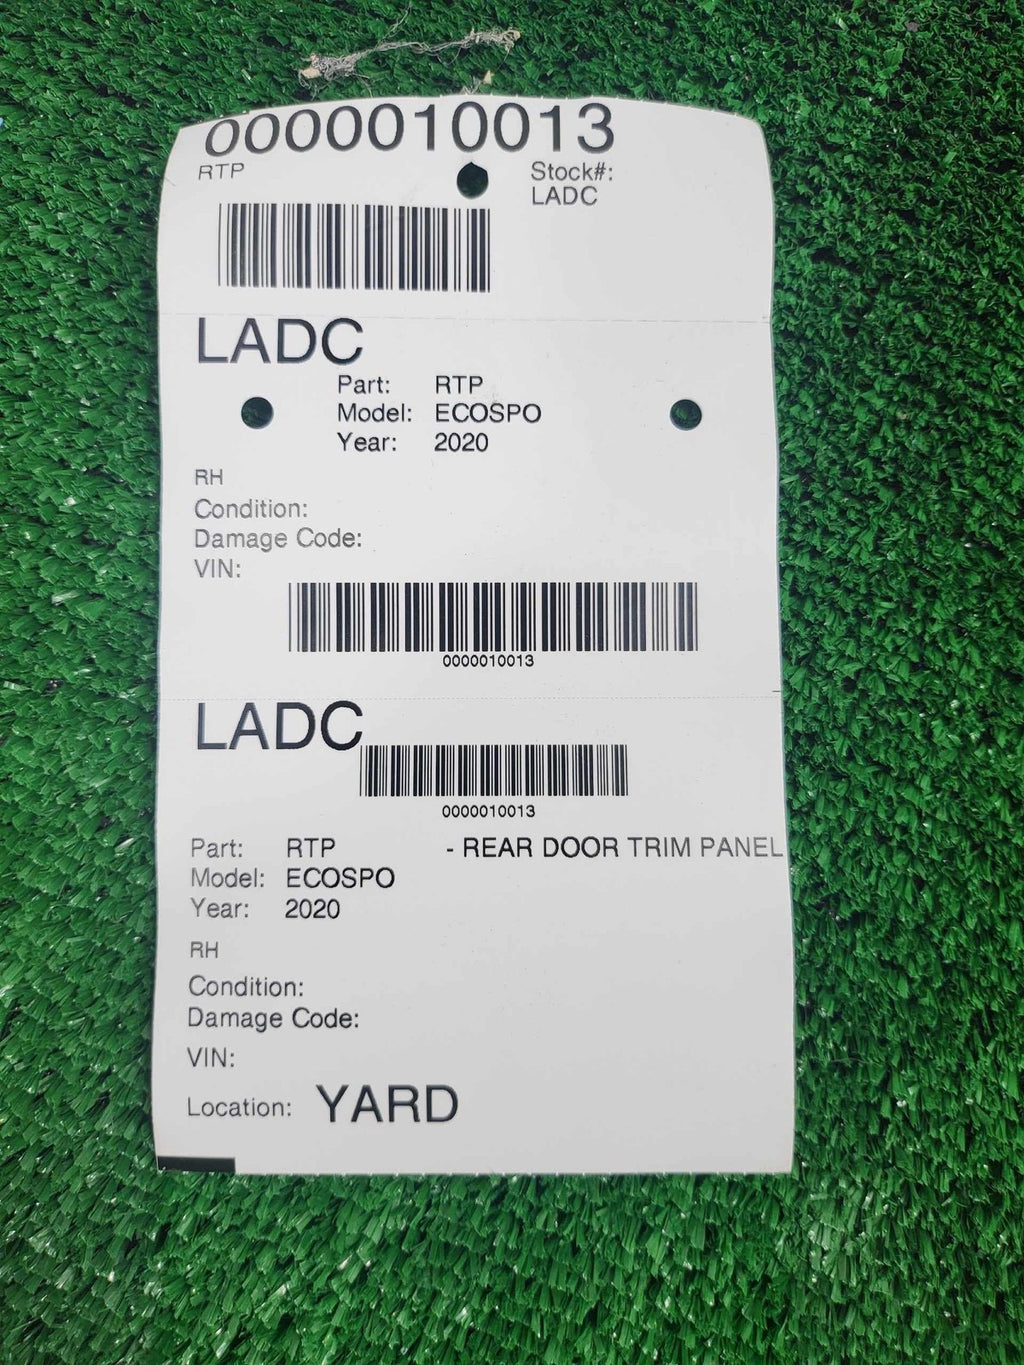 0000010013
RTP
Stock#:
LADC
LADC
Part: RTP
Model: ECOSPO
Year: 2020
RH
Condition:
Damage Code:
VIN:
0000010013
LADC
0000010013
Part: RTP - REAR DOOR TRIM PANEL
Model: ECOSPO
Year: 2020
RH
Condition:
Damage Code:
VIN:
Location: YARD